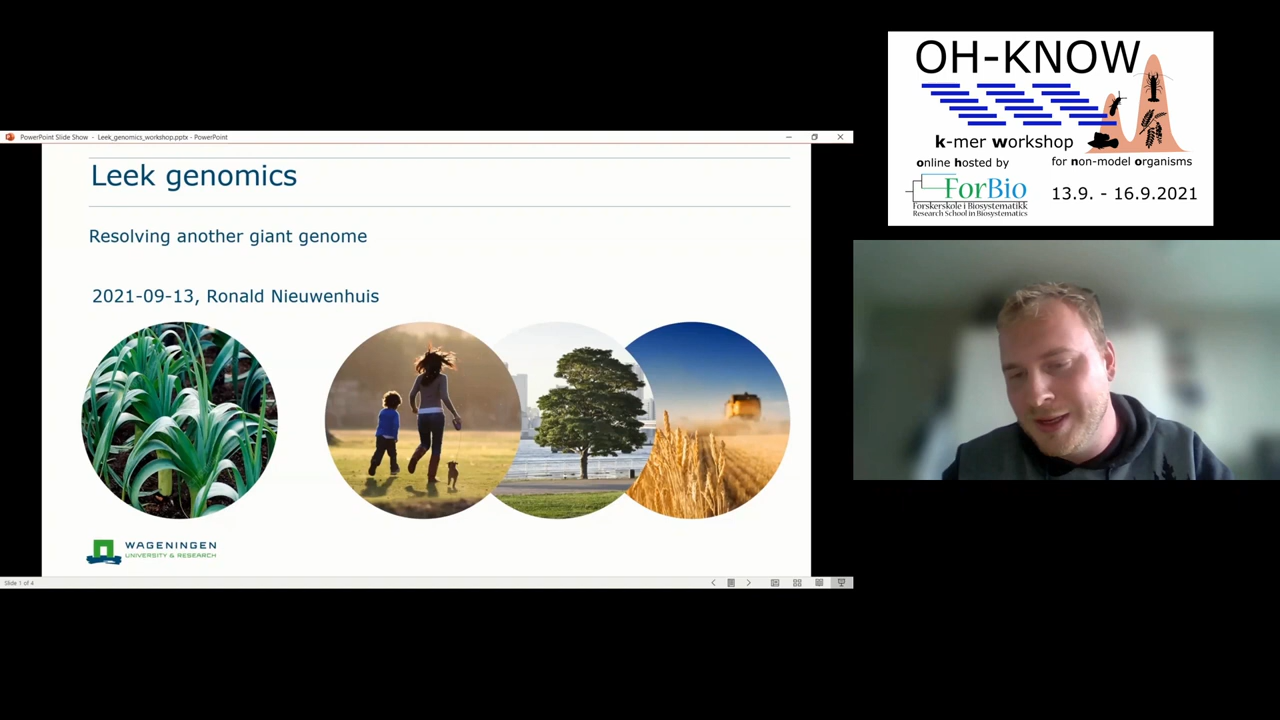 PowerPoint Slide Show - Leek_genomics_workshop.pptx - PowerPoint
Leek genomics
Resolving another giant genome
2021-09-13, Ronald Nieuwenhuis
WAGENINGEN
UNIVERSITY & RESEARCH
Slide 1 of 4
OH-KNOW
k-mer workshop
online hosted by
for non-model organisms
ForBio
Forskerskole i Biosystematikk
Research School in Biosystematics
13.9. - 16.9.2021